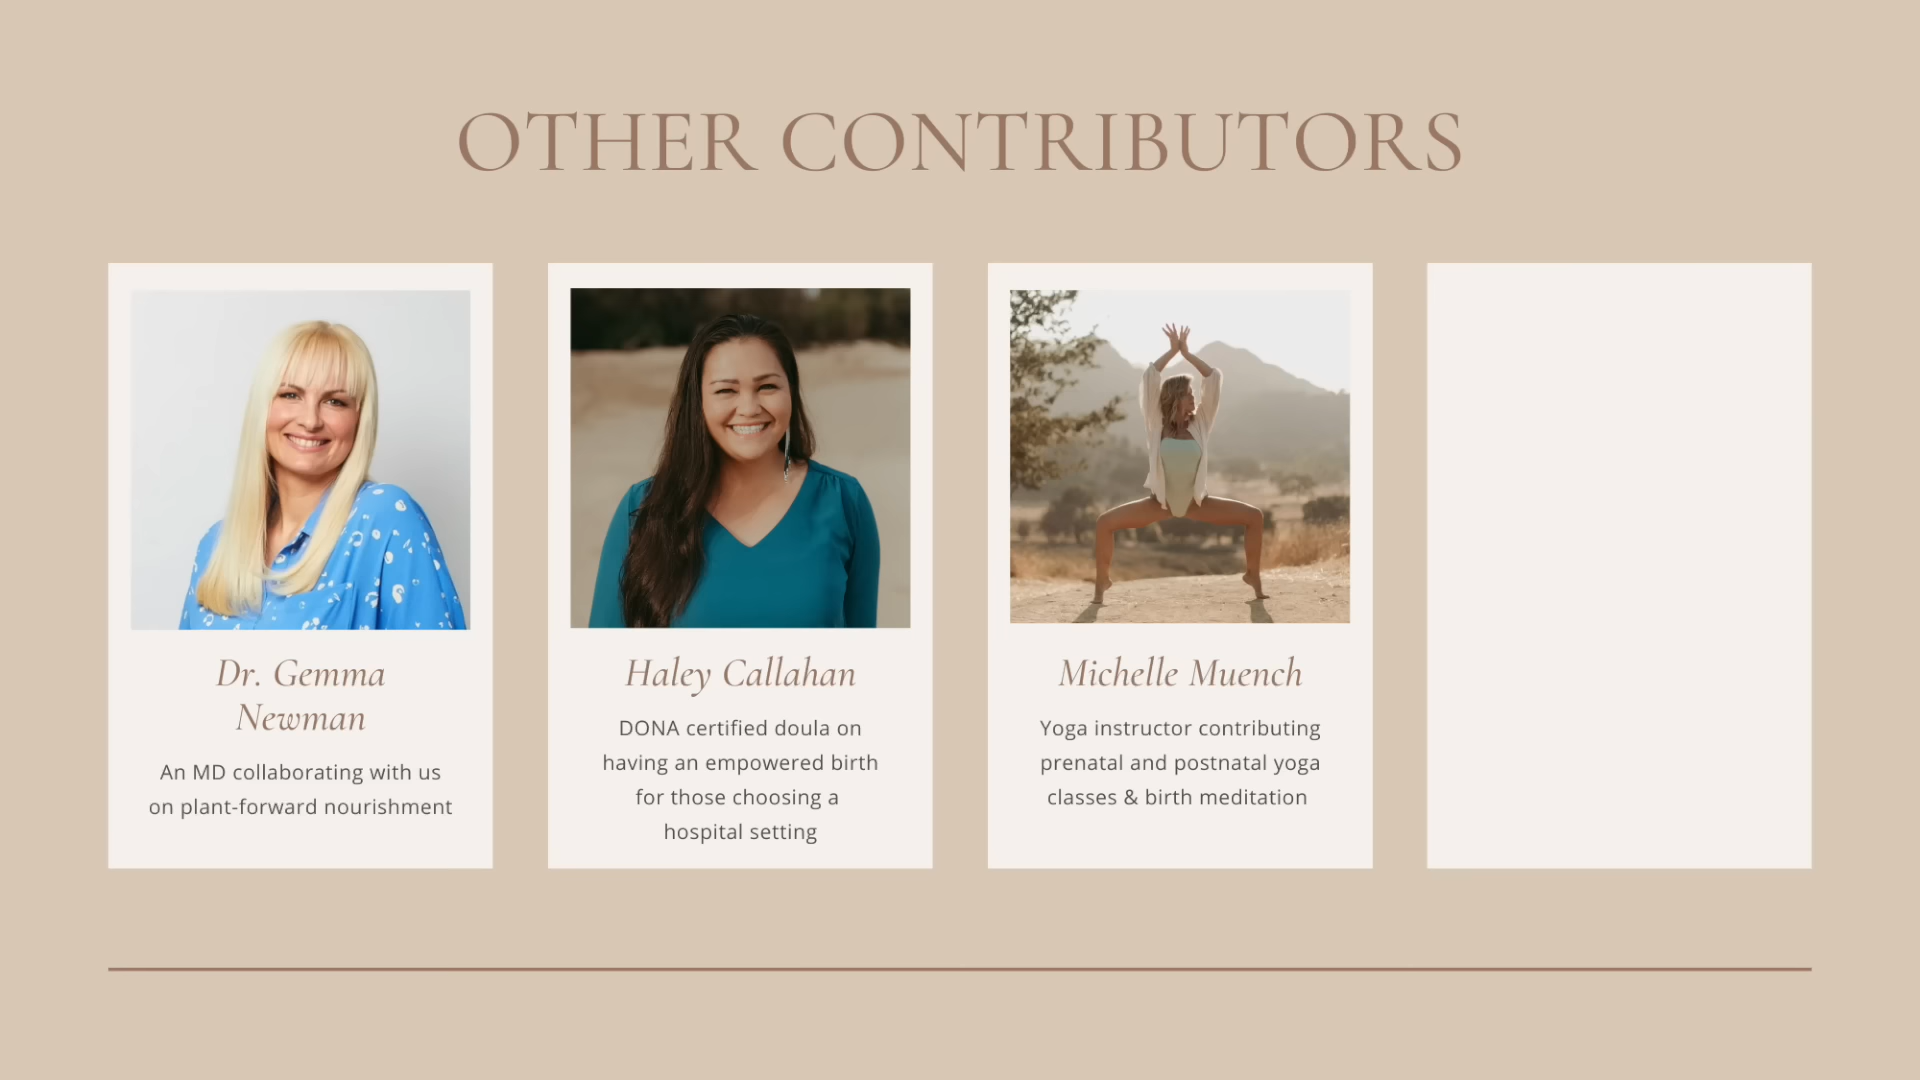 OTHER CONTRIBUTORS
Dr. Gemma
Newman
An MD collaborating with us
on plant-forward nourishment
Haley Callahan
DONA certified doula on
having an empowered birth
for those choosing a
hospital setting
Michelle Muench
Yoga instructor contributing
prenatal and postnatal yoga
classes & birth meditation